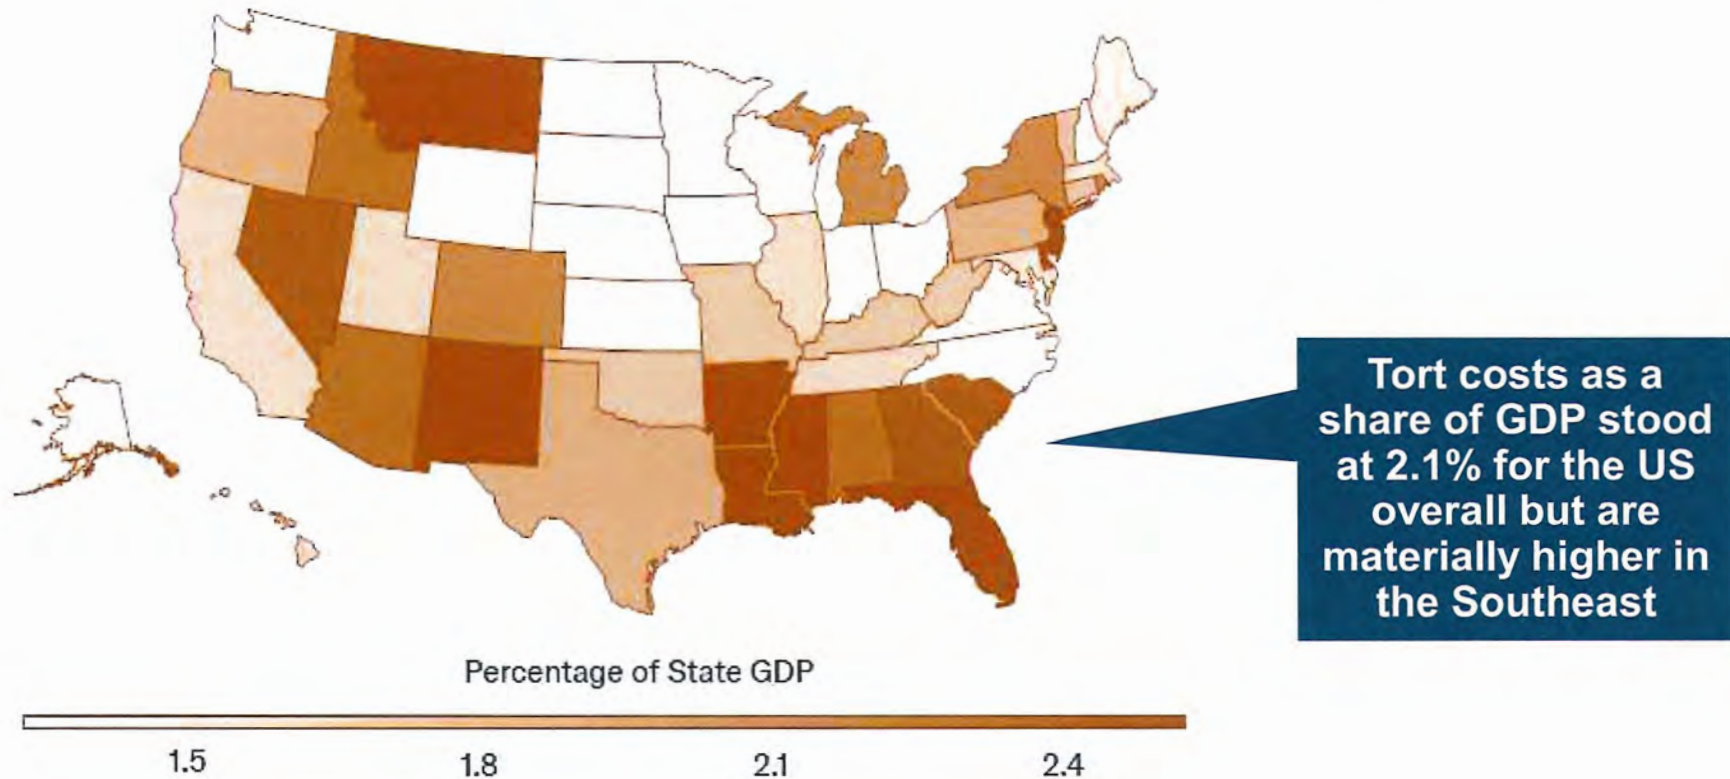 Tort costs as a
share of GDP stood
at 2.1% for the US
overall but are
materially higher in
the Southeast
Percentage of State GDP
1.5 1.8 2.1 2.4